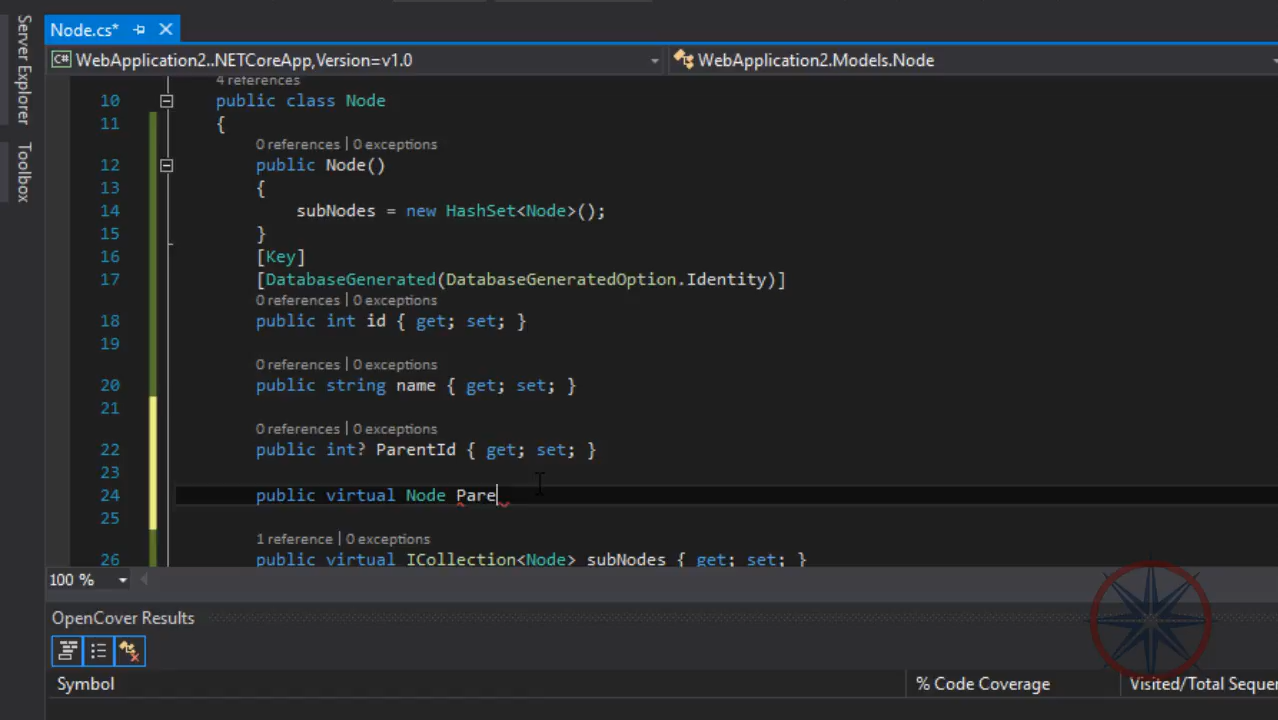 Server Explorer
Toolbox
Node.cs*
C# WebApplication2..NETCoreApp,Version=v1.0
WebApplication2.Models.Node
4 references
10 public class Node
11 {
0 references | 0 exceptions
12 public Node()
13 {
14 subNodes = new HashSet<Node>();
15 }
16 [Key]
17 [DatabaseGenerated(DatabaseGeneratedOption.Identity)]
0 references | 0 exceptions
18 public int id { get; set; }
19
0 references | 0 exceptions
20 public string name { get; set; }
21
0 references | 0 exceptions
22 public int? ParentId { get; set; }
23
24 public virtual Node Pare
25
1 reference | 0 exceptions
26 public virtual ICollection<Node> subNodes { get; set; }
100 %
OpenCover Results
Symbol
% Code Coverage
Visited/Total Sequen